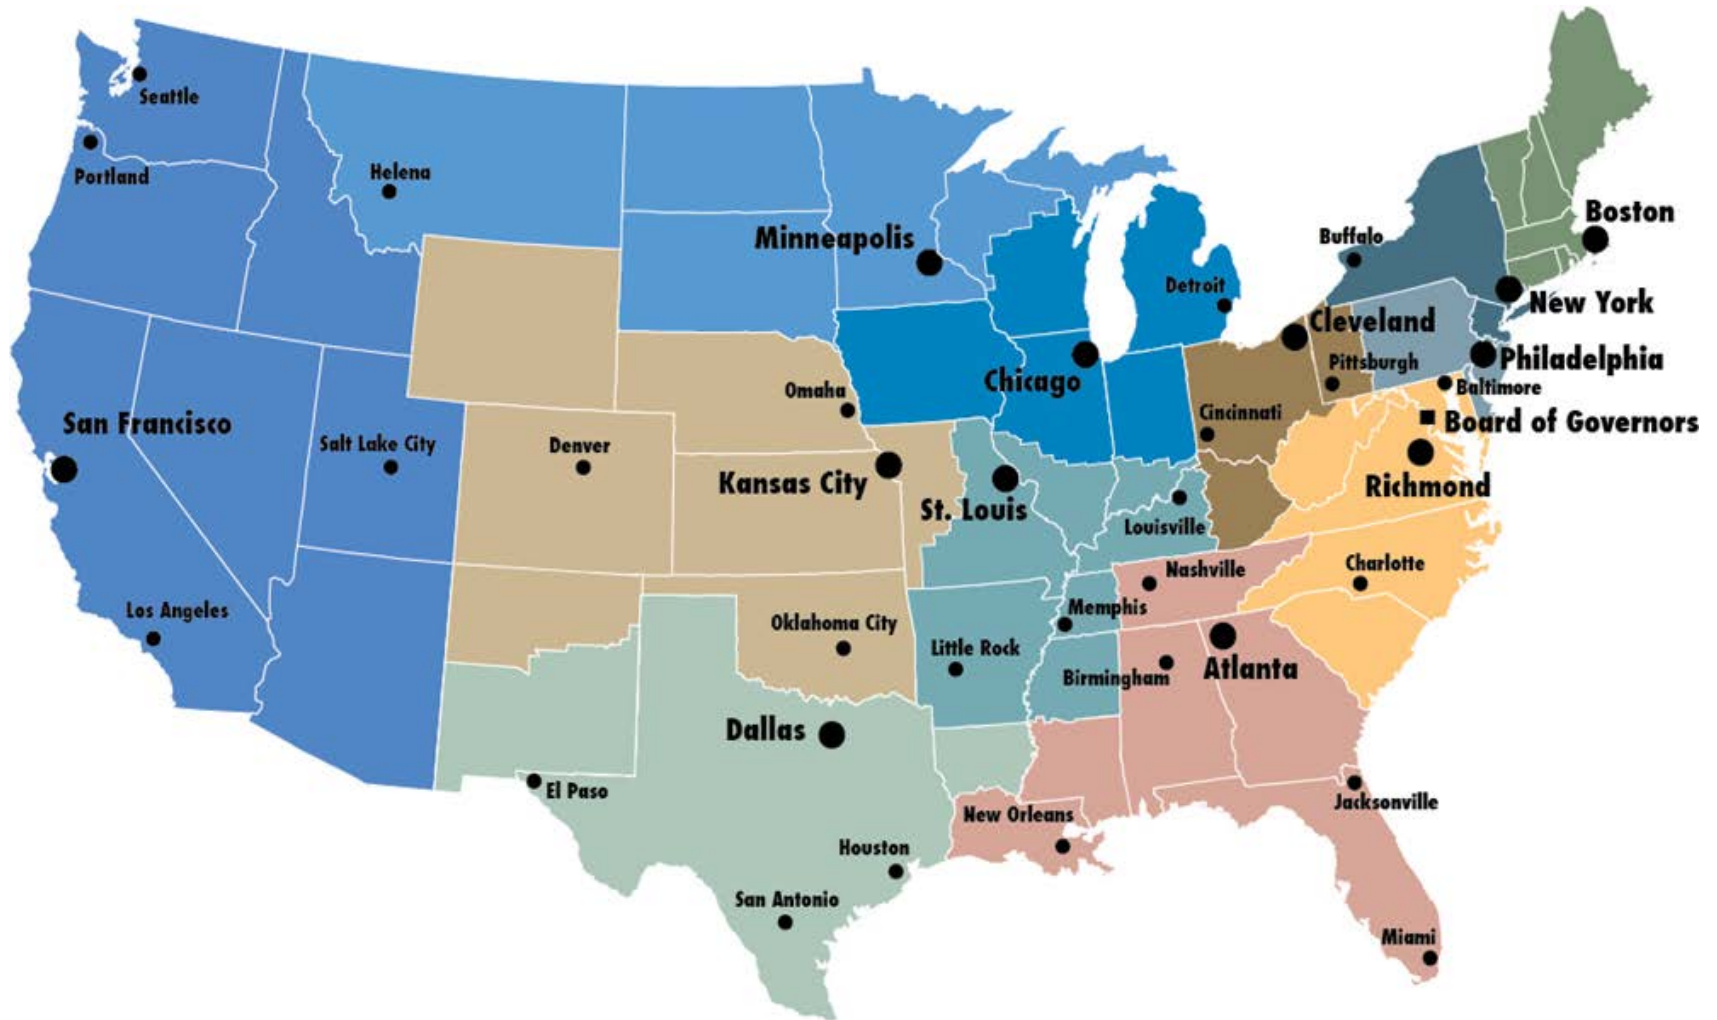 Seattle
Portland
Helena
Minneapolis
Boston
Buffalo
Detroit
New York
Cleveland
Chicago
Pittsburgh
Philadelphia
Baltimore
Omaha
Cincinnati
Board of Governors
San Francisco
Salt Lake City
Denver
Kansas City
St. Louis
Richmond
Louisville
Charlotte
Nashville
Los Angeles
Memphis
Oklahoma City
Little Rock
Birmingham
Atlanta
Dallas
El Paso
Jacksonville
New Orleans
Houston
San Antonio
Miami